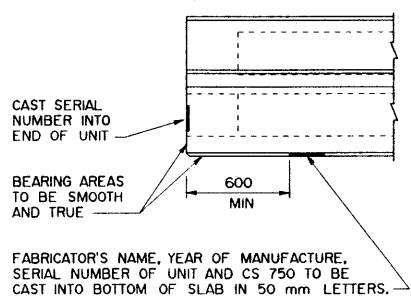 CAST SERIAL
NUMBER INTO
END OF UNIT
BEARING AREAS
TO BE SMOOTH
AND TRUE
600
MIN
FABRICATOR'S NAME, YEAR OF MANUFACTURE,
SERIAL NUMBER OF UNIT AND CS 750 TO BE
CAST INTO BOTTOM OF SLAB IN 50 mm LETTERS.